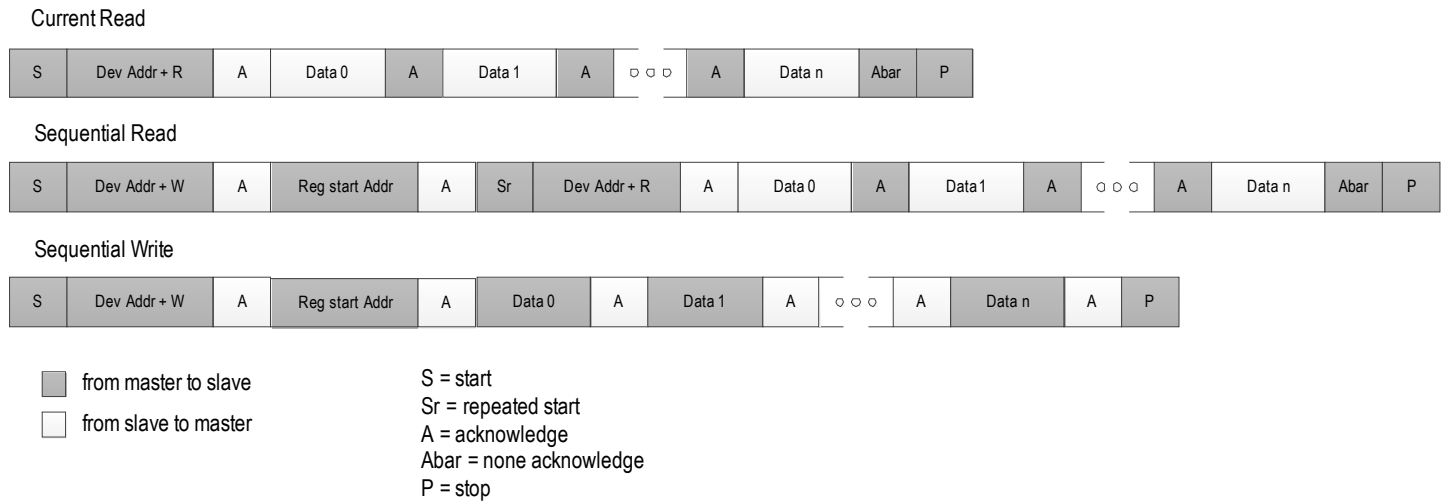 Current Read
S Dev Addr + R A Data 0 A Data 1 A A Data n Abar P
Sequential Read
S Dev Addr + W A Reg start Addr A Sr Dev Addr + R A Data 0 A Data1 A A Data n Abar P
Sequential Write
S Dev Addr + W A Reg start Addr A Data 0 A Data 1 A A Data n A P
from master to slave
from slave to master
S = start
Sr = repeated start
A = acknowledge
Abar = none acknowledge
P = stop